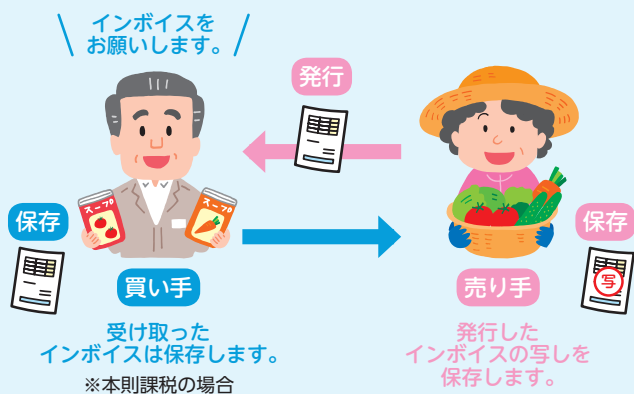 インボイスを
お願いします。
発行
スープ
スープ
保存
保存
写
買い手
売り手
受け取った
インボイスは保存します。
※本則課税の場合
発行した
インボイスの写しを
保存します。